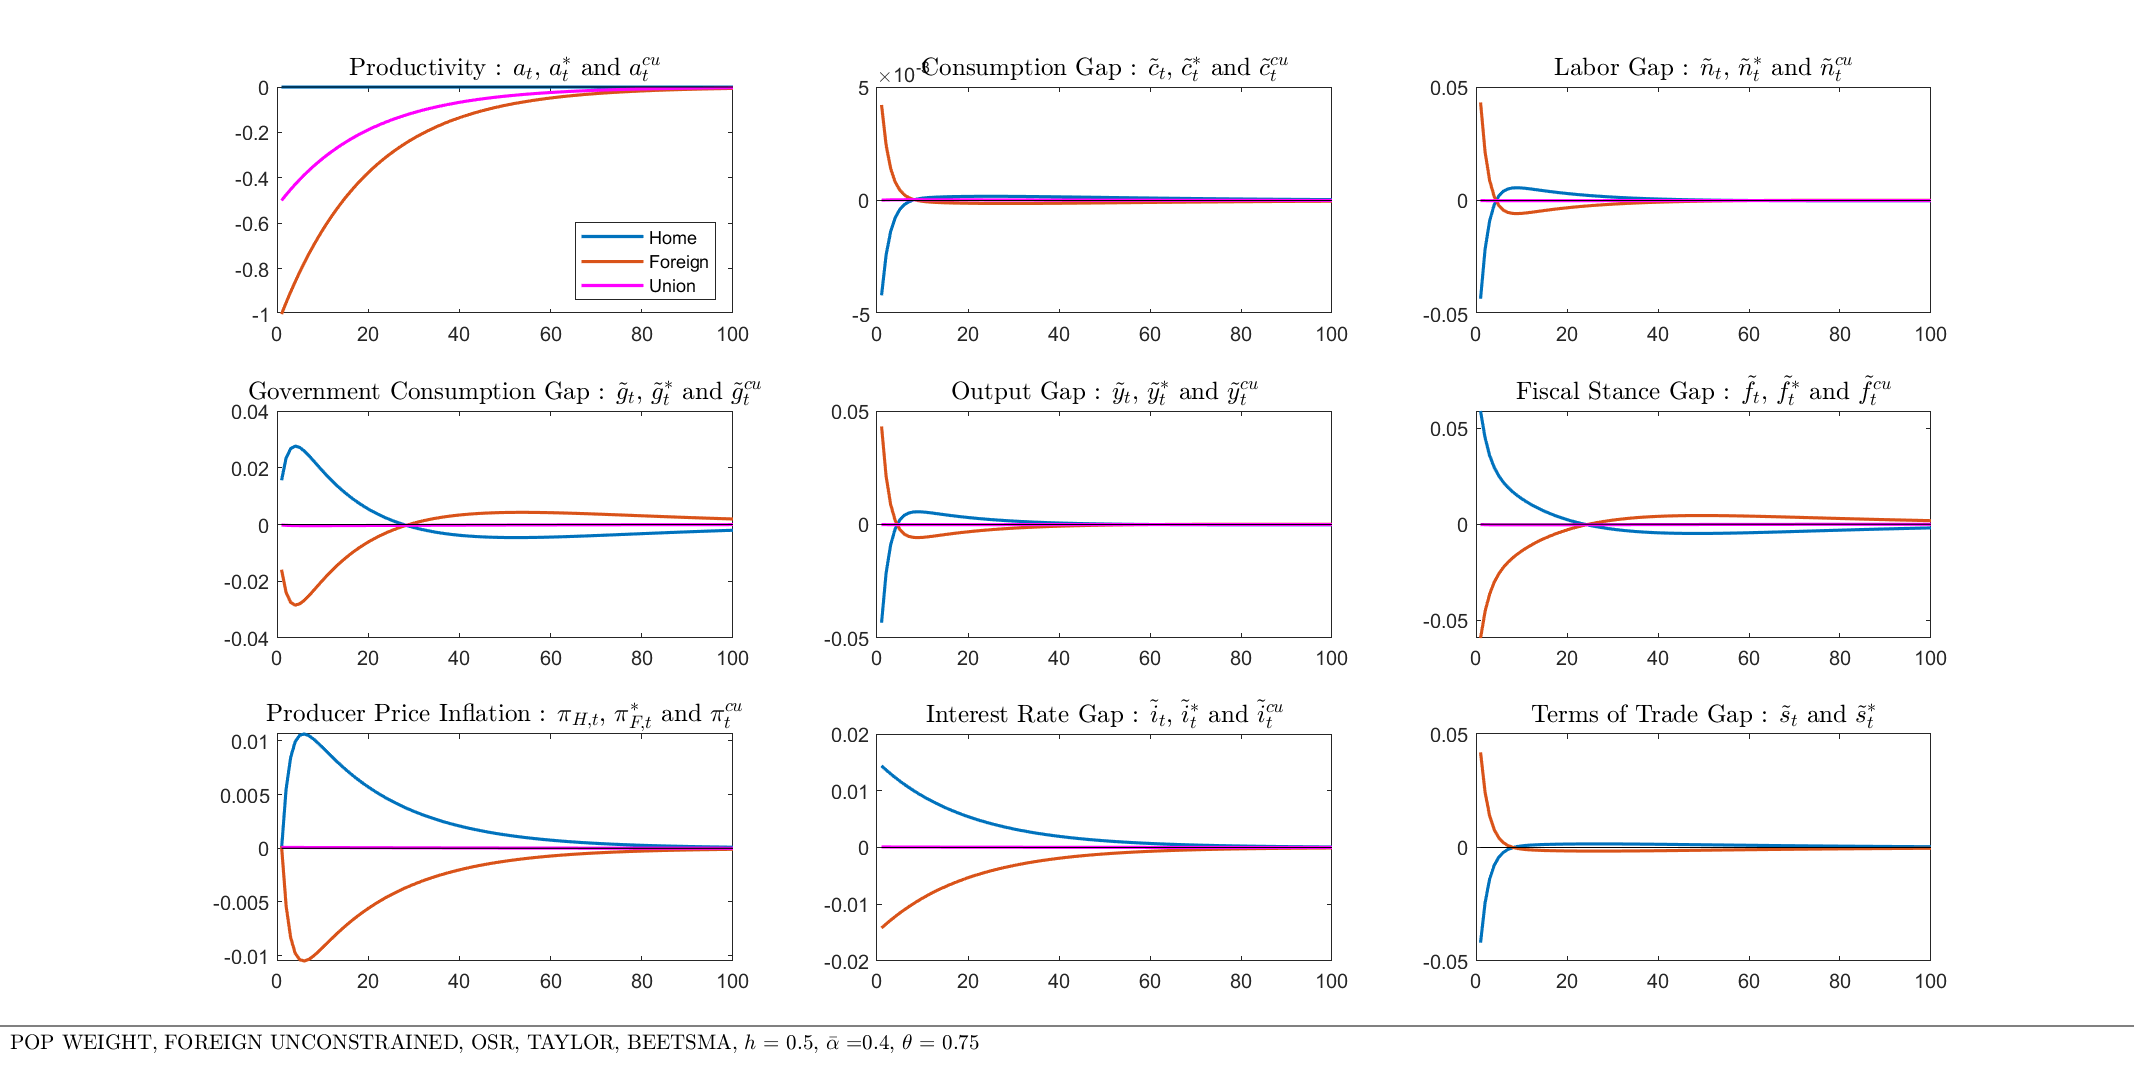 Productivity : a_t, a_t^* and a_t^{cu}
0
-0.2
-0.4
-0.6
-0.8
-1
0 20 40 60 80 100
Home
Foreign
Union
×10^{-3}
Consumption Gap : c̃_t, c̃_t^* and c̃_t^{cu}
5
0
-5
0 20 40 60 80 100
Labor Gap : ñ_t, ñ_t^* and ñ_t^{cu}
0.05
0
-0.05
0 20 40 60 80 100
Government Consumption Gap : g̃_t, g̃_t^* and g̃_t^{cu}
0.04
0.02
0
-0.02
-0.04
0 20 40 60 80 100
Output Gap : ỹ_t, ỹ_t^* and ỹ_t^{cu}
0.05
0
-0.05
0 20 40 60 80 100
Fiscal Stance Gap : f̃_t, f̃_t^* and f̃_t^{cu}
0.05
0
-0.05
0 20 40 60 80 100
Producer Price Inflation : π_{H,t}, π_{F,t}^* and π_t^{cu}
0.01
0.005
0
-0.005
-0.01
0 20 40 60 80 100
Interest Rate Gap : ĩ_t, ĩ_t^* and ĩ_t^{cu}
0.02
0.01
0
-0.01
-0.02
0 20 40 60 80 100
Terms of Trade Gap : s̃_t and s̃_t^*
0.05
0
-0.05
0 20 40 60 80 100
POP WEIGHT, FOREIGN UNCONSTRAINED, OSR, TAYLOR, BEETSMA, h = 0.5, ᾱ =0.4, θ = 0.75